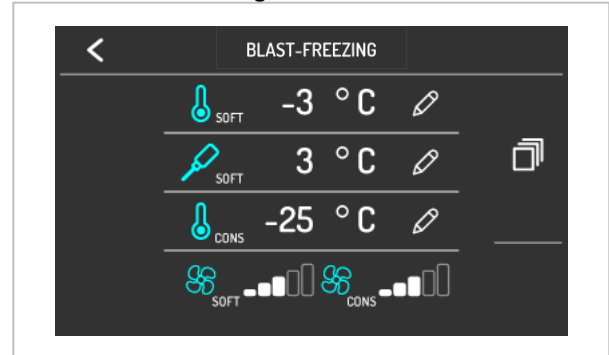 BLAST-FREEZING
SOFT -3 °C
SOFT 3 °C
CONS -25 °C
SOFT CONS